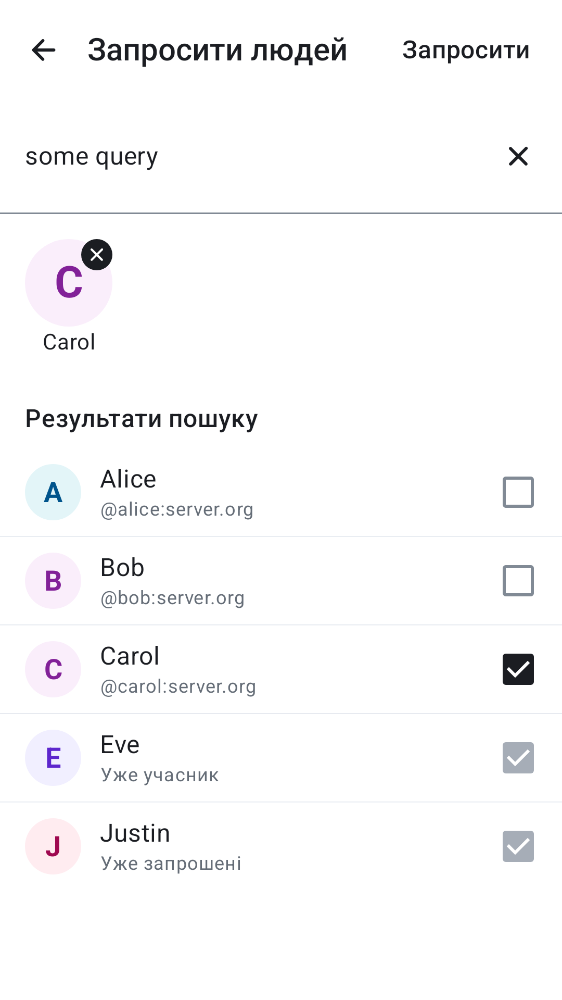 Запросити людей
Запросити
some query
C
Carol
Результати пошуку
A
Alice
@alice:server.org
B
Bob
@bob:server.org
C
Carol
@carol:server.org
E
Eve
Уже учасник
J
Justin
Уже запрошені